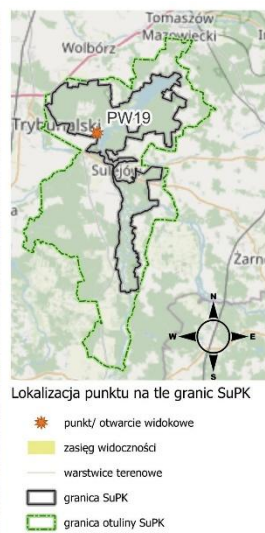 Tomaszów
Mazowiecki
Wolbórz
PW19
Trybunalski
Sulejów
Żarn
N
W
E
S
Lokalizacja punktu na tle granic SuPK
punkt/ otwarcie widokowe
zasięg widoczności
warstwice terenowe
granica SuPK
granica otuliny SuPK